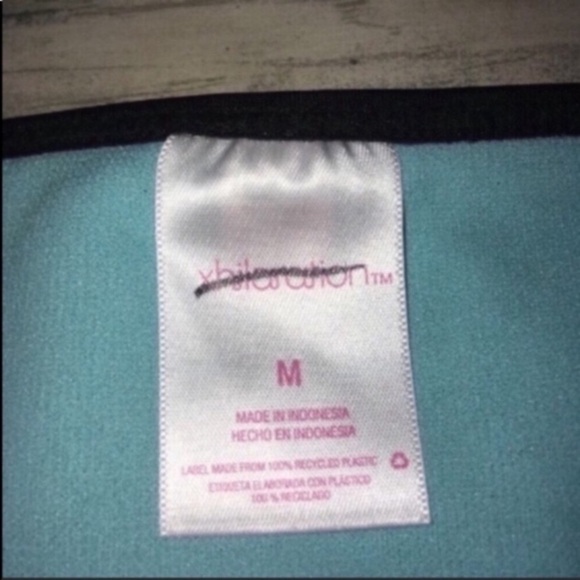 xhilaration™
M
MADE IN INDONESIA
HECHO EN INDONESIA
LABEL MADE FROM 100% RECYCLED PLASTIC
ETIQUETA ELABORADA CON PLÁSTICO
100% RECICLADO